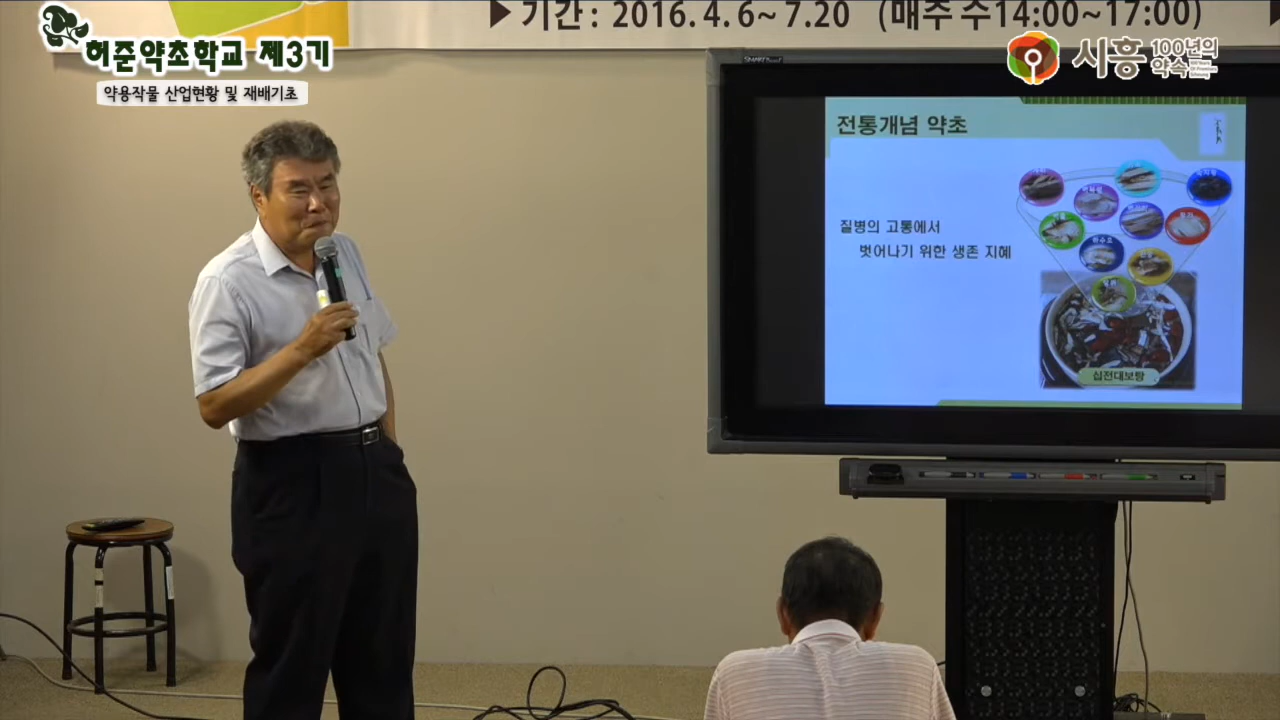 ▶ 기간 : 2016. 4. 6~ 7.20 (매주 수14:00~17:00)
허준약초학교 제3기
약용작물 산업현황 및 재배기초
시흥 100년의 약속
전통개념 약초
질병의 고통에서
벗어나기 위한 생존 지혜
하수오
십전대보탕